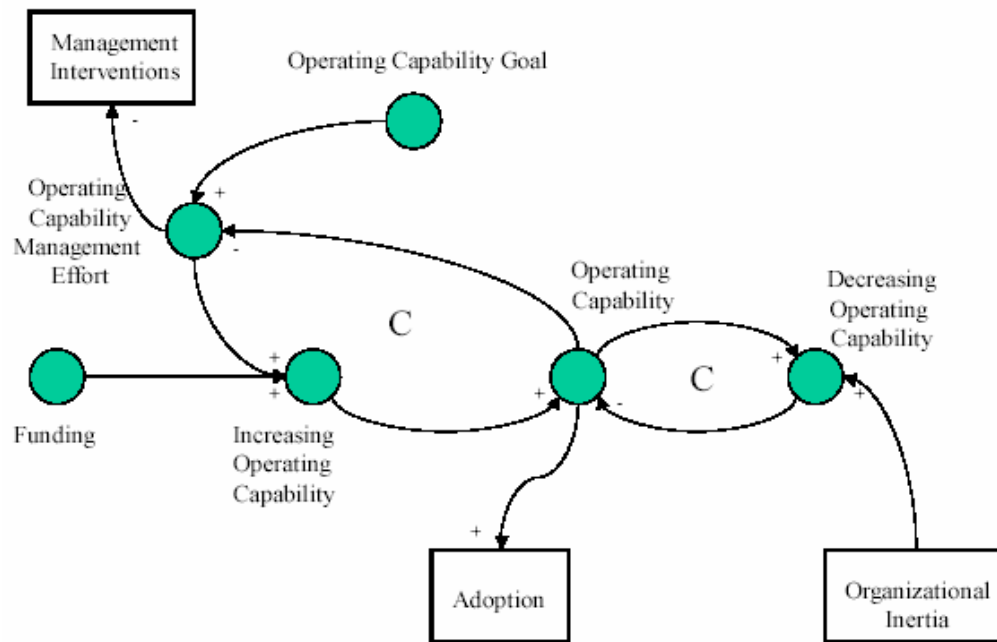 Management
Interventions
Operating Capability Goal
-
+
Operating
Capability
Management
Effort
-
Operating
Capability
Decreasing
Operating
Capability
C
C
+
+
+
+
-
+
Funding
Increasing
Operating
Capability
+
Adoption
Organizational
Inertia